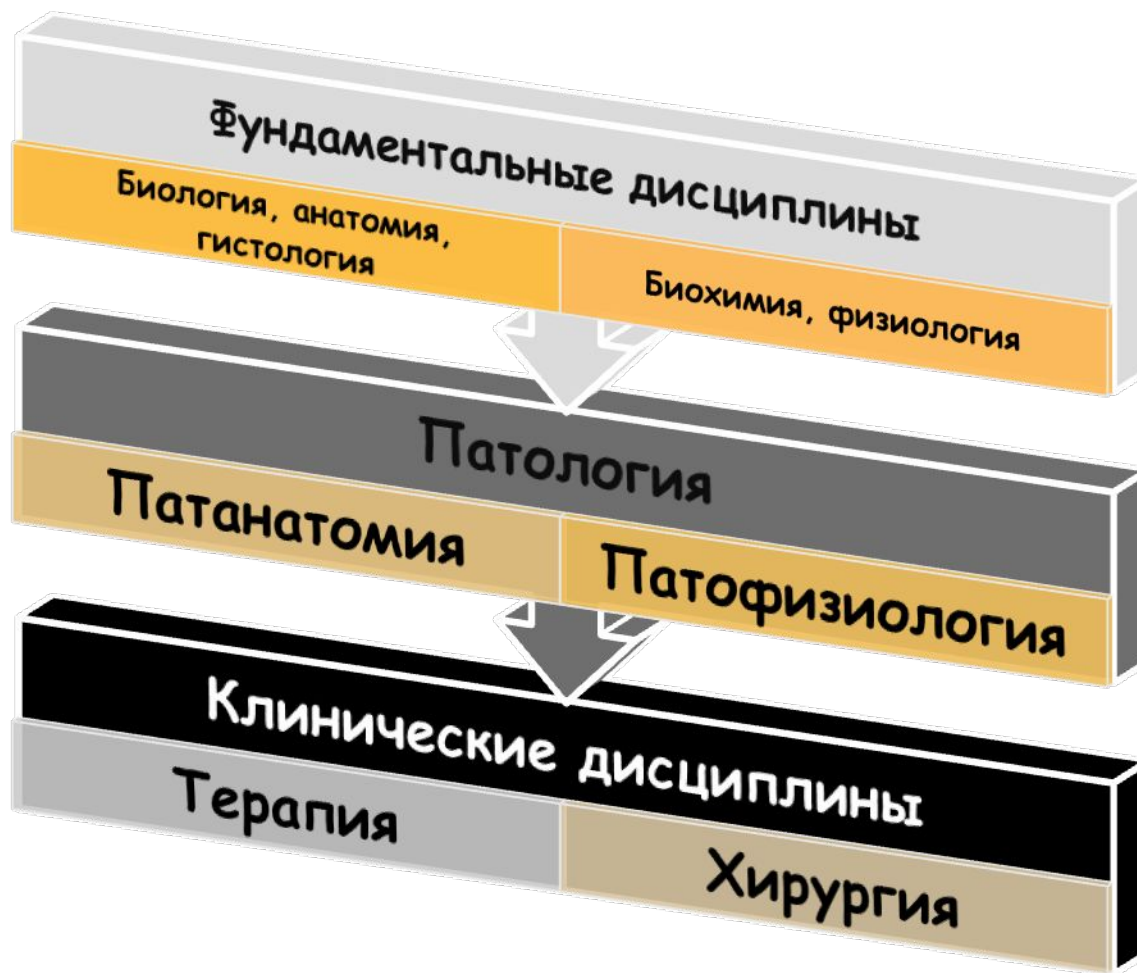 Фундаментальные дисциплины
Биология, анатомия,
гистология
Биохимия, физиология
Патология
Патанатомия
Патофизиология
Клинические дисциплины
Терапия
Хирургия